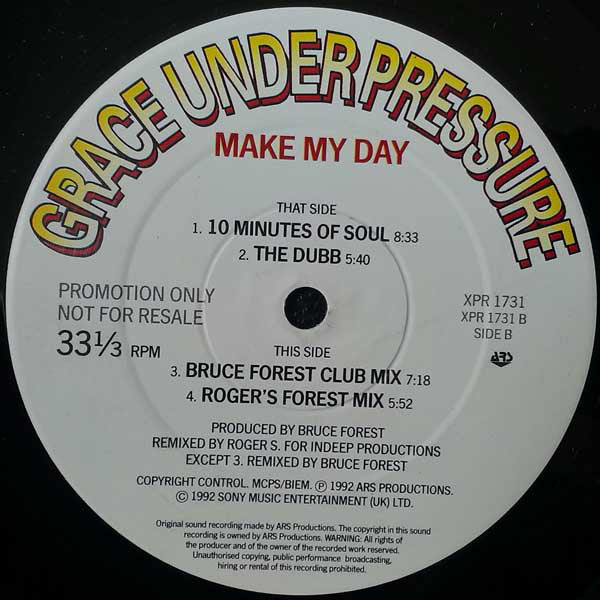 GRACE UNDER PRESSURE
MAKE MY DAY
THAT SIDE
1. 10 MINUTES OF SOUL 8:33
2. THE DUBB 5:40
PROMOTION ONLY
NOT FOR RESALE
33⅓ RPM
XPR 1731
XPR 1731 B
SIDE B
ARS
THIS SIDE
3. BRUCE FOREST CLUB MIX 7:18
4. ROGER'S FOREST MIX 5:52
PRODUCED BY BRUCE FOREST
REMIXED BY ROGER S. FOR INDEEP PRODUCTIONS
EXCEPT 3. REMIXED BY BRUCE FOREST
COPYRIGHT CONTROL. MCPS/BIEM. ℗ 1992 ARS PRODUCTIONS.
© 1992 SONY MUSIC ENTERTAINMENT (UK) LTD.
Original sound recording made by ARS Productions. The copyright in this sound
recording is owned by ARS Productions. WARNING: All rights of
the producer and of the owner of the recorded work reserved.
Unauthorised copying, public performance broadcasting,
hiring or rental of this recording prohibited.